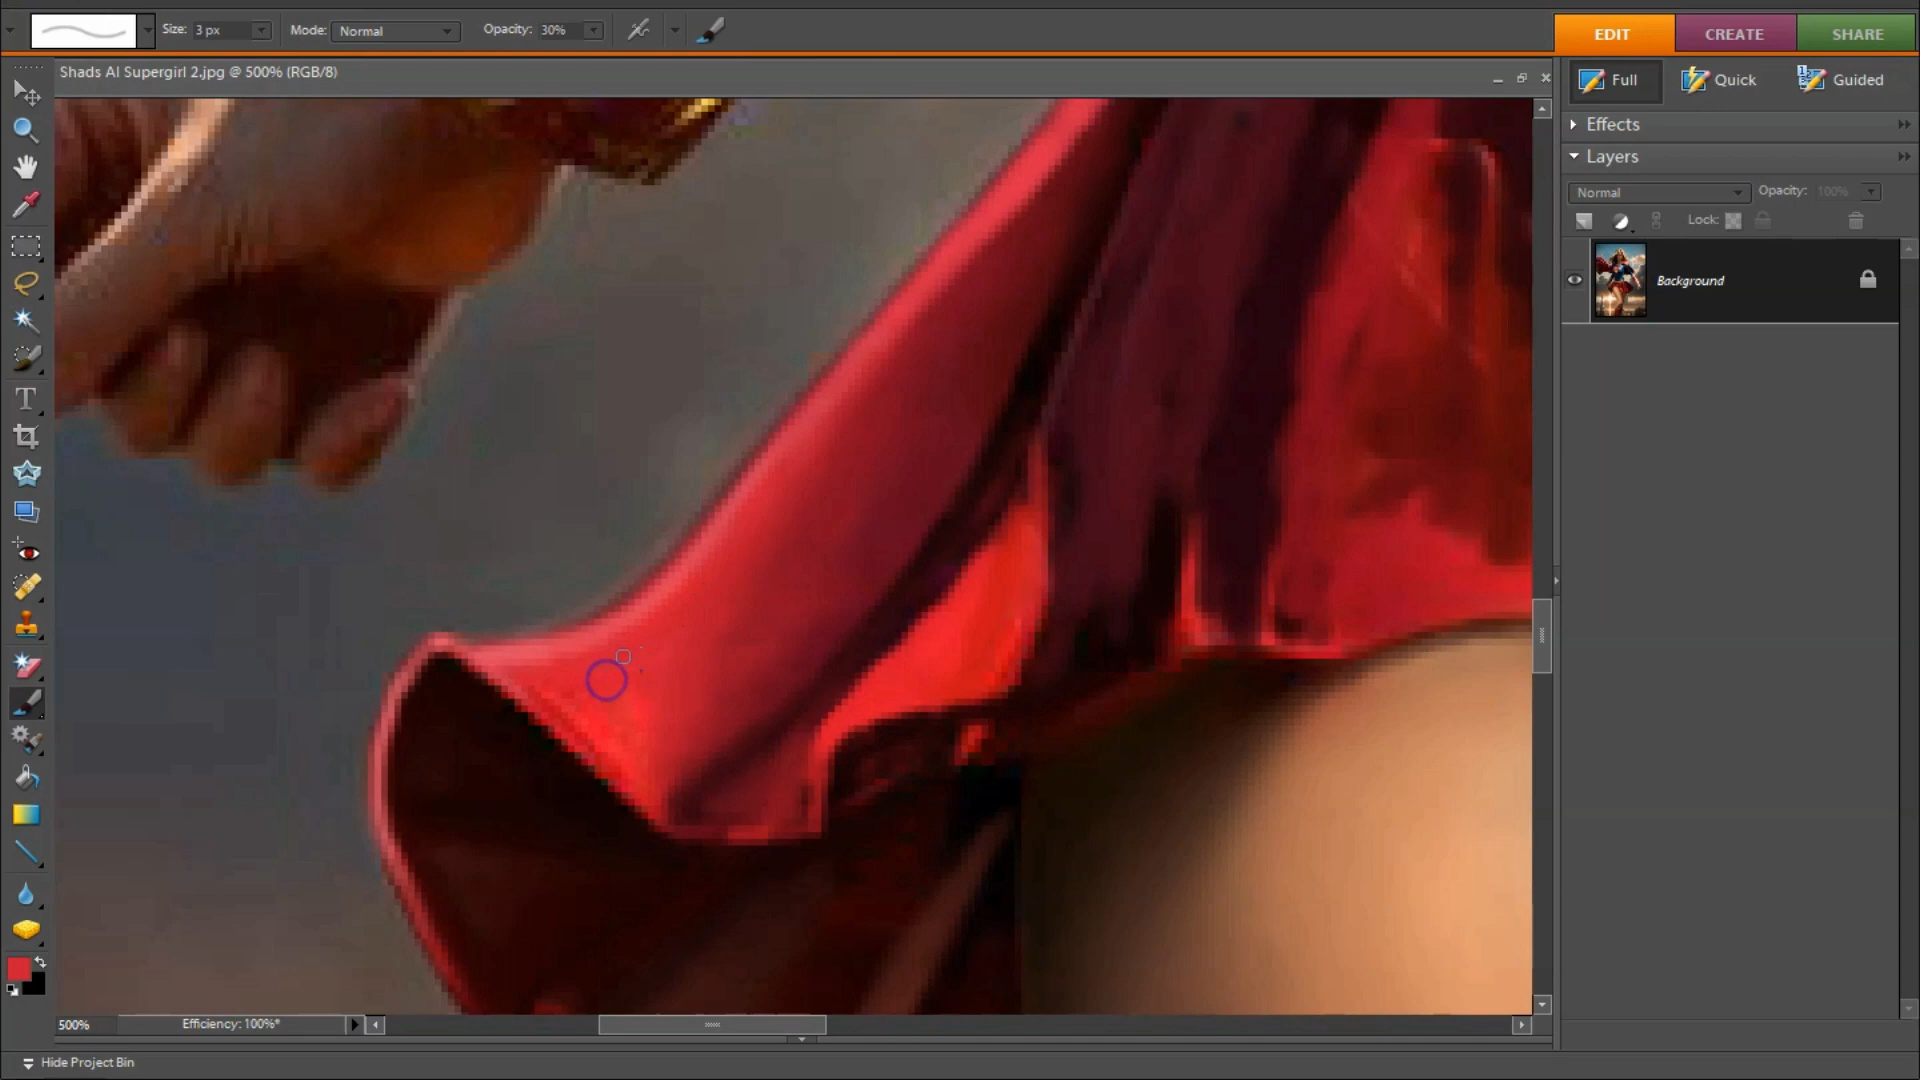 Size: 3 px
Mode: Normal
Opacity: 30%
EDIT
CREATE
SHARE
Shads AI Supergirl 2.jpg @ 500% (RGB/8)
Full
Quick
Guided
Effects
Layers
Normal
Opacity: 100%
Lock:
Background
500%
Efficiency: 100%*
Hide Project Bin